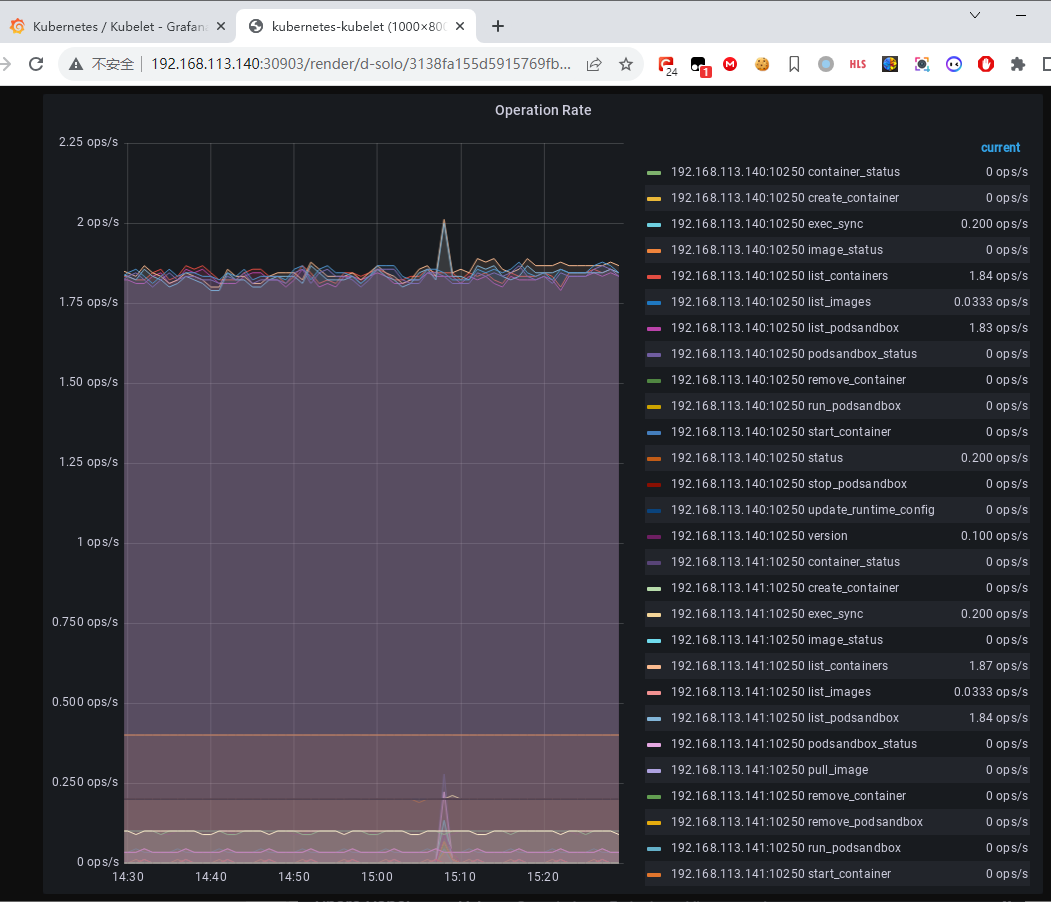 Kubernetes / Kubelet - Grafan
kubernetes-kubelet (1000×80
不安全
192.168.113.140:30903/render/d-solo/3138fa155d5915769fb...
24
1
M
HLS
Operation Rate
2.25 ops/s
2 ops/s
1.75 ops/s
1.50 ops/s
1.25 ops/s
1 ops/s
0.750 ops/s
0.500 ops/s
0.250 ops/s
0 ops/s
14:30 14:40 14:50 15:00 15:10 15:20
current
192.168.113.140:10250 container_status 0 ops/s
192.168.113.140:10250 create_container 0 ops/s
192.168.113.140:10250 exec_sync 0.200 ops/s
192.168.113.140:10250 image_status 0 ops/s
192.168.113.140:10250 list_containers 1.84 ops/s
192.168.113.140:10250 list_images 0.0333 ops/s
192.168.113.140:10250 list_podsandbox 1.83 ops/s
192.168.113.140:10250 podsandbox_status 0 ops/s
192.168.113.140:10250 remove_container 0 ops/s
192.168.113.140:10250 run_podsandbox 0 ops/s
192.168.113.140:10250 start_container 0 ops/s
192.168.113.140:10250 status 0.200 ops/s
192.168.113.140:10250 stop_podsandbox 0 ops/s
192.168.113.140:10250 update_runtime_config 0 ops/s
192.168.113.140:10250 version 0.100 ops/s
192.168.113.141:10250 container_status 0 ops/s
192.168.113.141:10250 create_container 0 ops/s
192.168.113.141:10250 exec_sync 0.200 ops/s
192.168.113.141:10250 image_status 0 ops/s
192.168.113.141:10250 list_containers 1.87 ops/s
192.168.113.141:10250 list_images 0.0333 ops/s
192.168.113.141:10250 list_podsandbox 1.84 ops/s
192.168.113.141:10250 podsandbox_status 0 ops/s
192.168.113.141:10250 pull_image 0 ops/s
192.168.113.141:10250 remove_container 0 ops/s
192.168.113.141:10250 remove_podsandbox 0 ops/s
192.168.113.141:10250 run_podsandbox 0 ops/s
192.168.113.141:10250 start_container 0 ops/s